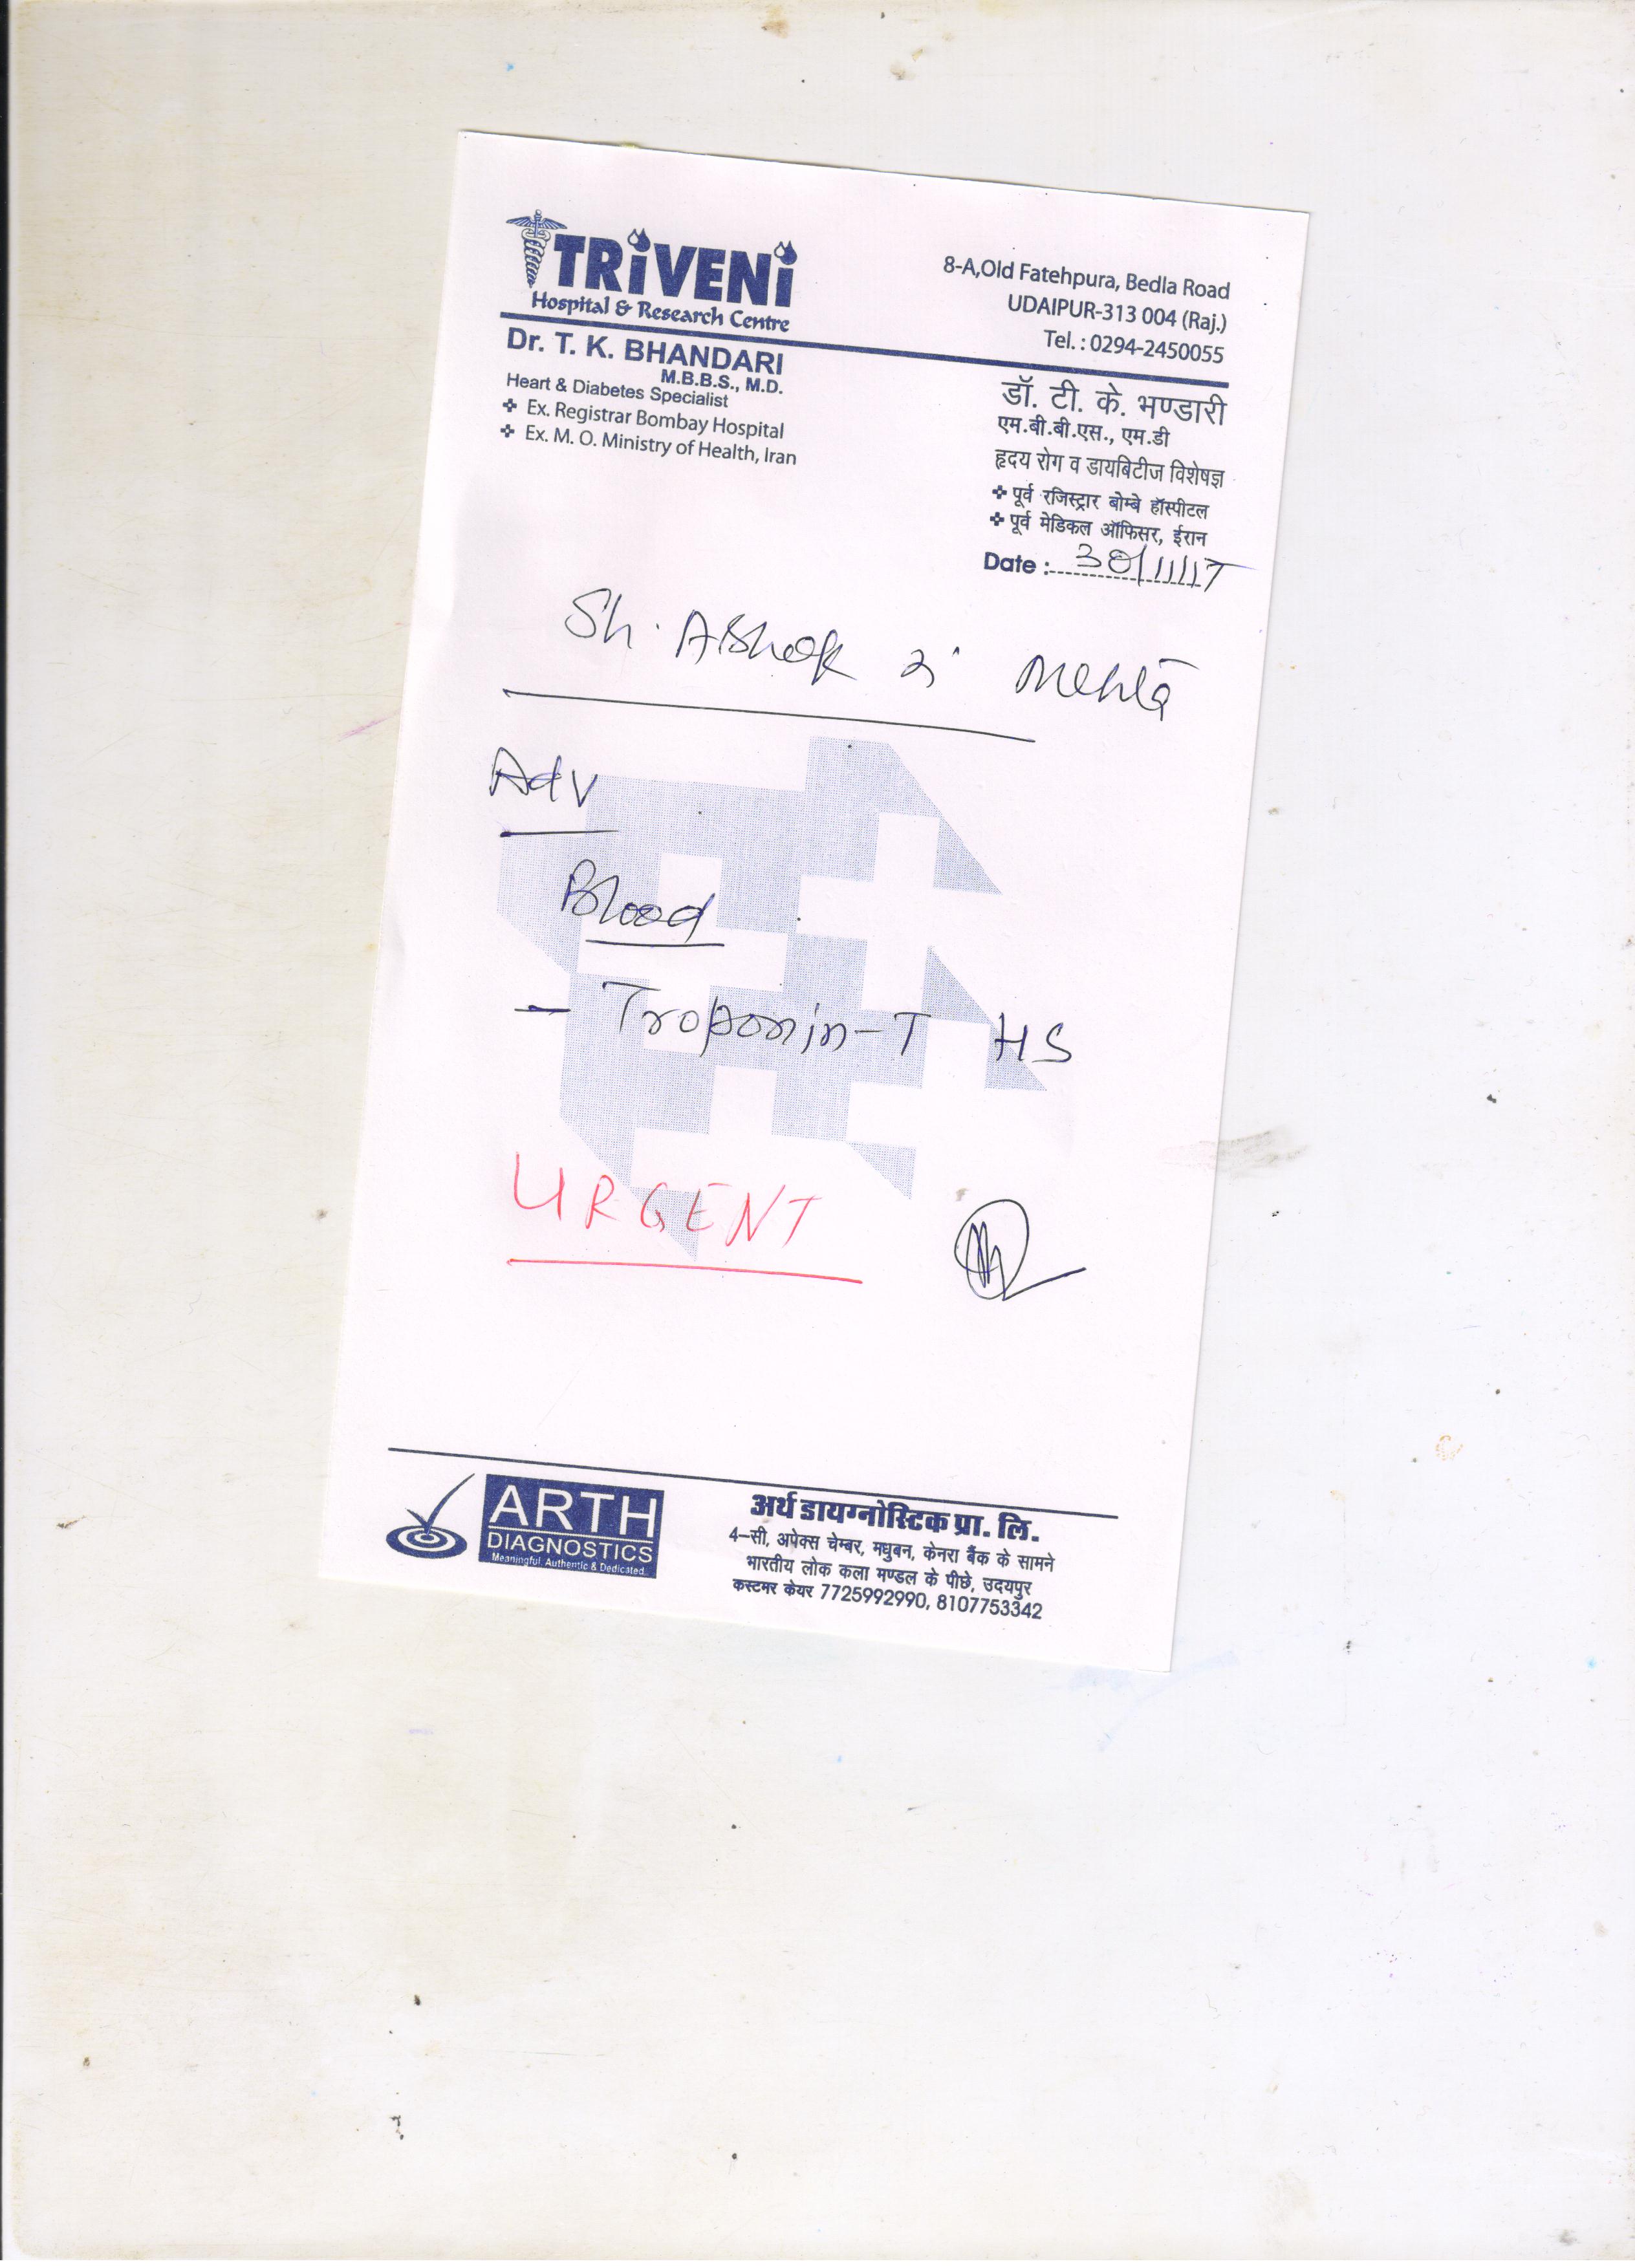 TRiVENi
Hospital & Research Centre
8-A,Old Fatehpura, Bedla Road
UDAIPUR-313 004 (Raj.)
Tel. : 0294-2450055
Dr. T. K. BHANDARI
M.B.B.S., M.D.
Heart & Diabetes Specialist
Ex. Registrar Bombay Hospital
Ex. M. O. Ministry of Health, Iran
डॉ. टी. के. भण्डारी
एम.बी.बी.एस., एम.डी
हृदय रोग व डायबिटीज विशेषज्ञ
पूर्व रजिस्ट्रार बोम्बे हॉस्पीटल
पूर्व मेडिकल ऑफिसर, ईरान
Date : 30/11/17
Sh. Ashok Mehta
Adv
Blood
- Troponin-T HS
URGENT
ARTH
DIAGNOSTICS
Meaningful, Authentic & Dedicated.
अर्थ डायग्नोस्टिक प्रा. लि.
4-सी, अपेक्स चेम्बर, मधुबन, केनरा बैंक के सामने
भारतीय लोक कला मण्डल के पीछे, उदयपुर
कस्टमर केयर 7725992990, 8107753342